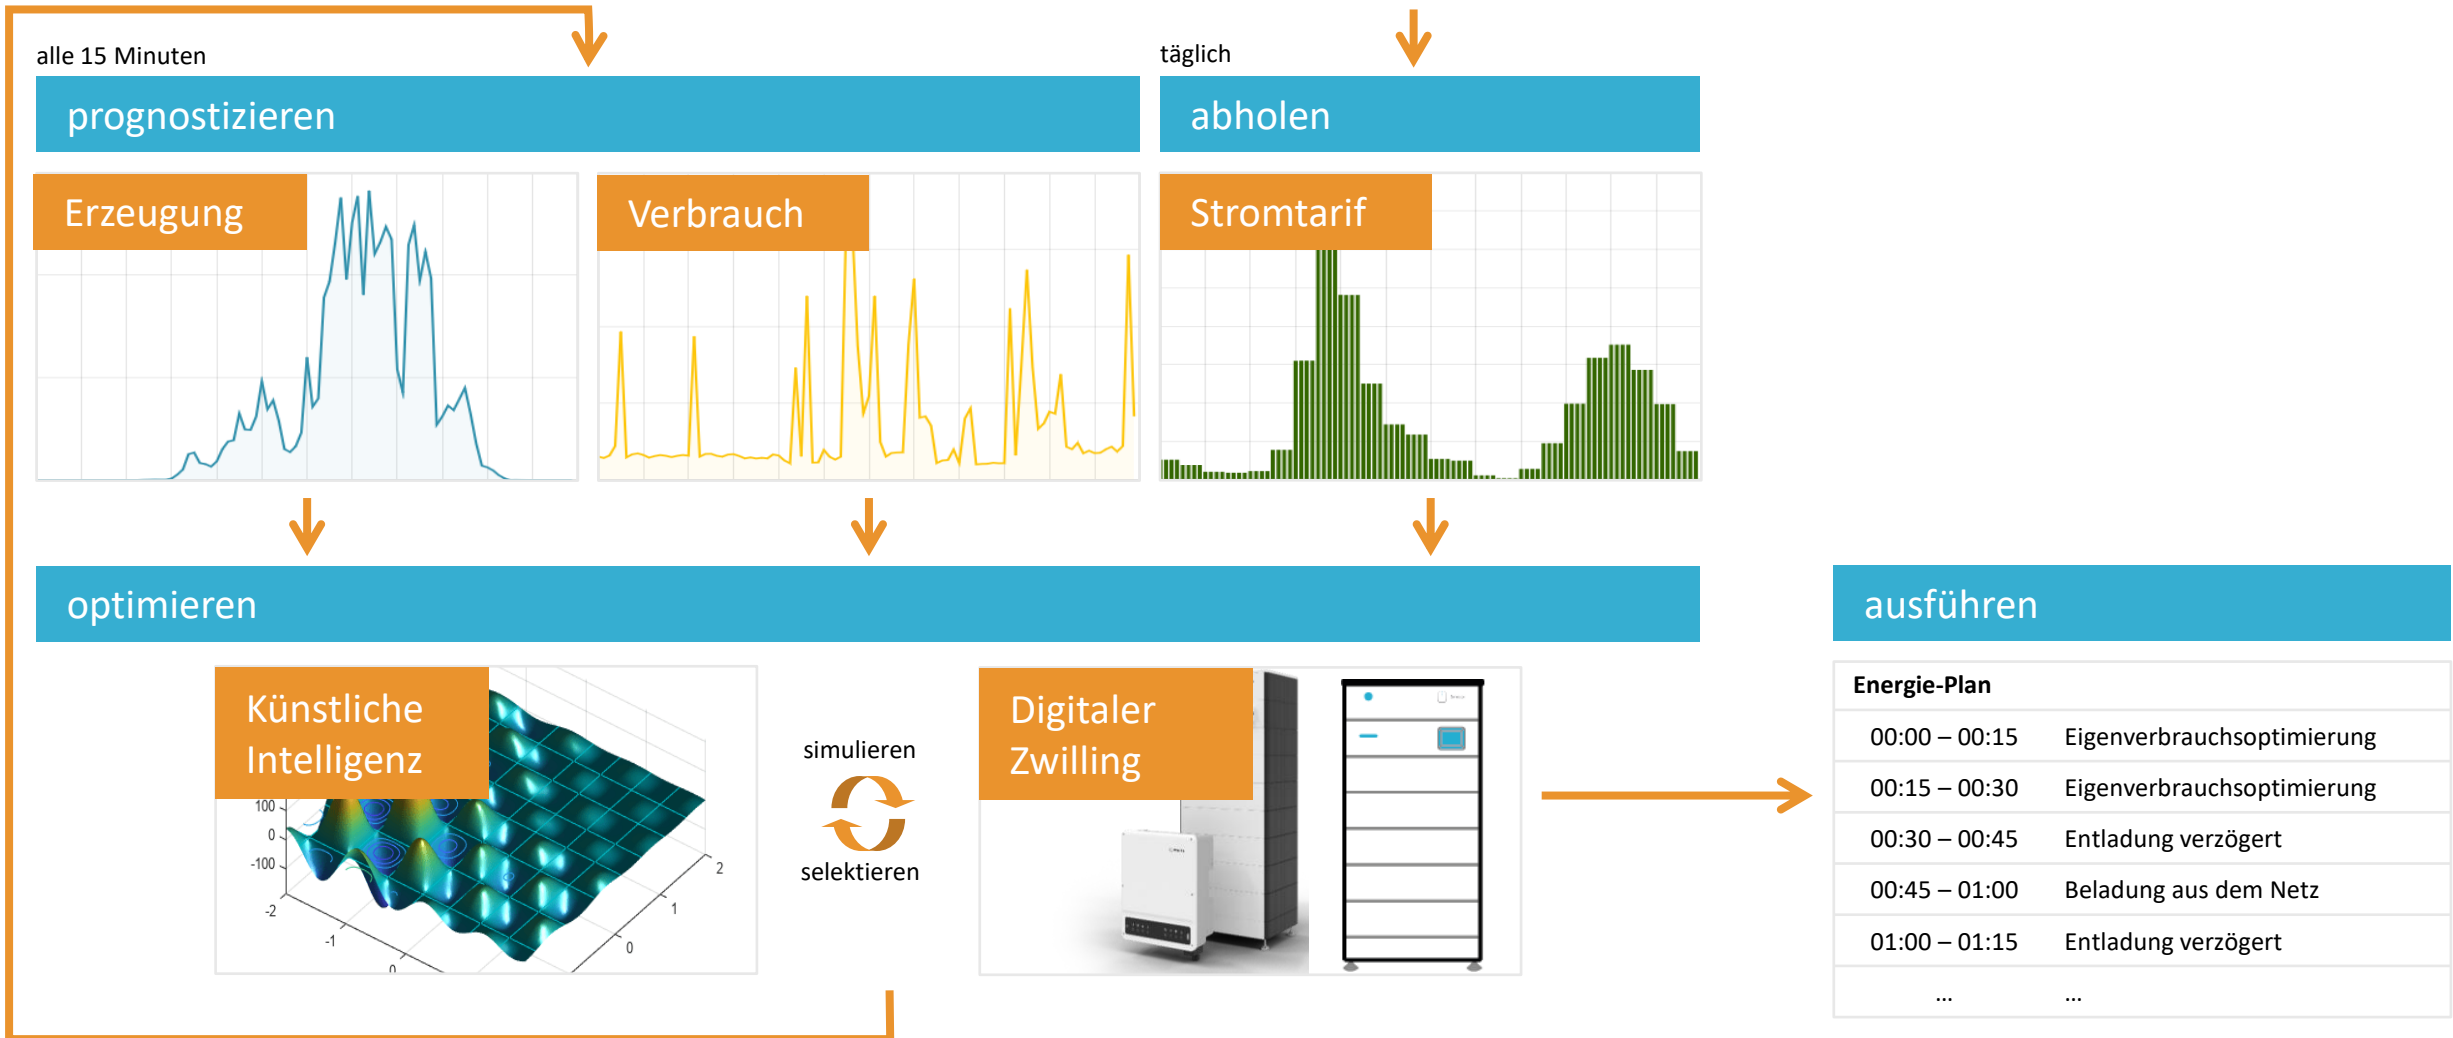 alle 15 Minuten
täglich
prognostizieren
abholen
Erzeugung
Verbrauch
Stromtarif
optimieren
ausführen
Künstliche
Intelligenz
100
0
-100
-2
-1
0
0
1
2
simulieren
selektieren
Digitaler
Zwilling
Energie-Plan
00:00 – 00:15 Eigenverbrauchsoptimierung
00:15 – 00:30 Eigenverbrauchsoptimierung
00:30 – 00:45 Entladung verzögert
00:45 – 01:00 Beladung aus dem Netz
01:00 – 01:15 Entladung verzögert
... ...